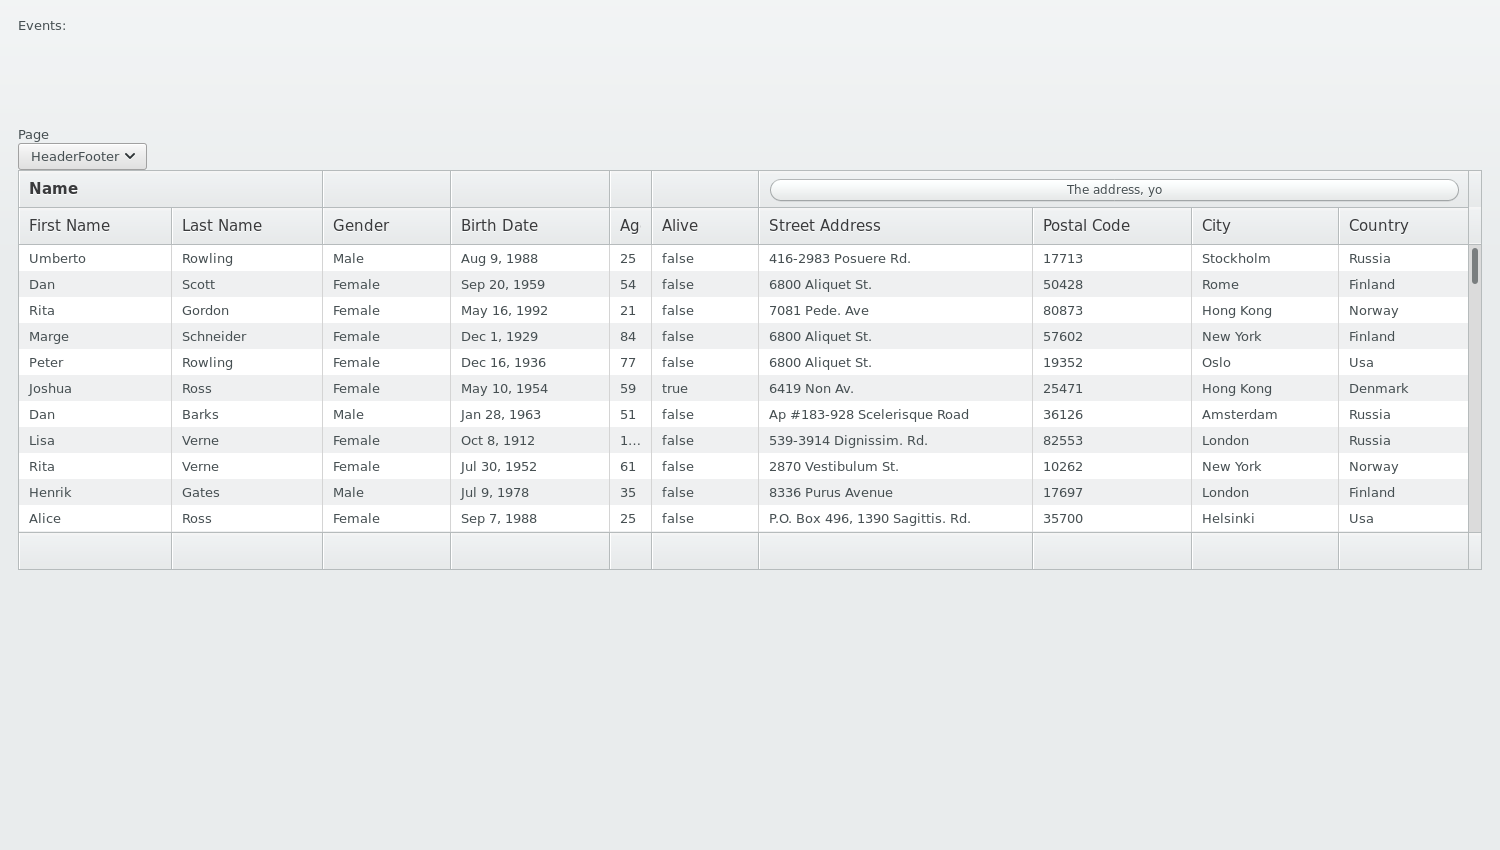 Events:
Page
HeaderFooter
Name The address, yo
First Name Last Name Gender Birth Date Ag Alive Street Address Postal Code City Country
Umberto Rowling Male Aug 9, 1988 25 false 416-2983 Posuere Rd. 17713 Stockholm Russia
Dan Scott Female Sep 20, 1959 54 false 6800 Aliquet St. 50428 Rome Finland
Rita Gordon Female May 16, 1992 21 false 7081 Pede. Ave 80873 Hong Kong Norway
Marge Schneider Female Dec 1, 1929 84 false 6800 Aliquet St. 57602 New York Finland
Peter Rowling Female Dec 16, 1936 77 false 6800 Aliquet St. 19352 Oslo Usa
Joshua Ross Female May 10, 1954 59 true 6419 Non Av. 25471 Hong Kong Denmark
Dan Barks Male Jan 28, 1963 51 false Ap #183-928 Scelerisque Road 36126 Amsterdam Russia
Lisa Verne Female Oct 8, 1912 1... false 539-3914 Dignissim. Rd. 82553 London Russia
Rita Verne Female Jul 30, 1952 61 false 2870 Vestibulum St. 10262 New York Norway
Henrik Gates Male Jul 9, 1978 35 false 8336 Purus Avenue 17697 London Finland
Alice Ross Female Sep 7, 1988 25 false P.O. Box 496, 1390 Sagittis. Rd. 35700 Helsinki Usa